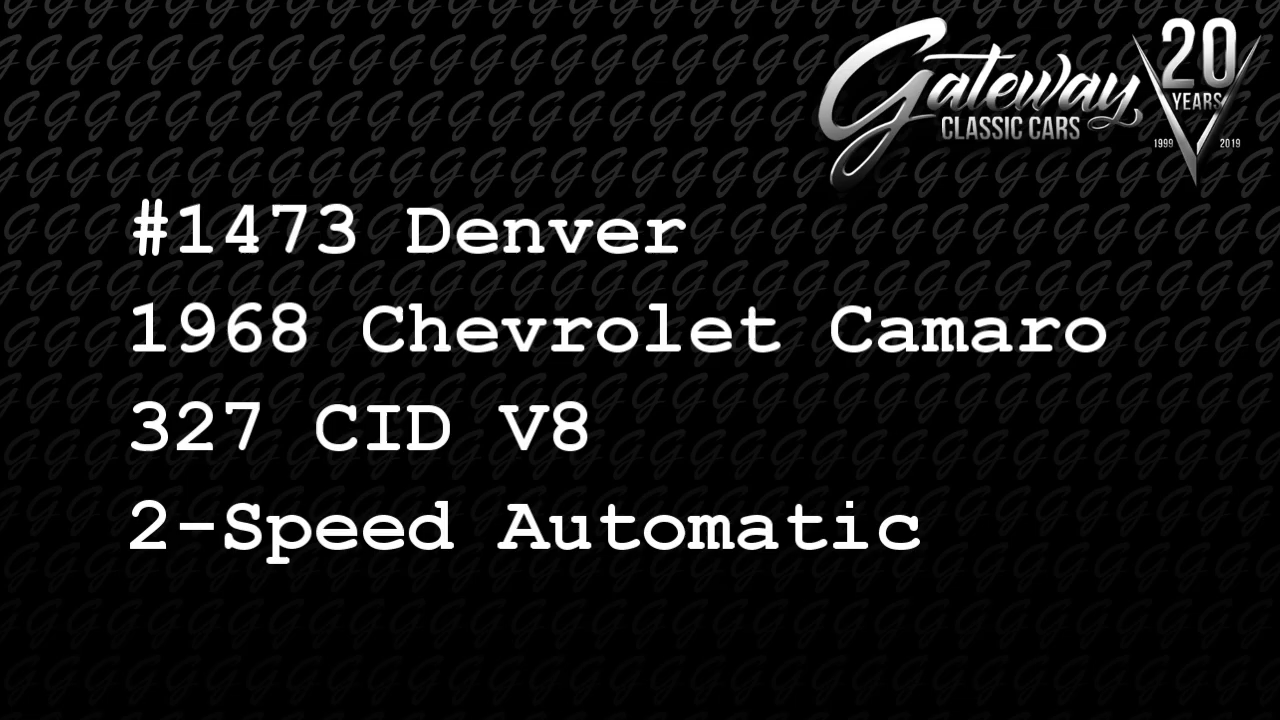 Gateway
CLASSIC CARS
20
YEARS
1999 2019
#1473 Denver
1968 Chevrolet Camaro
327 CID V8
2-Speed Automatic